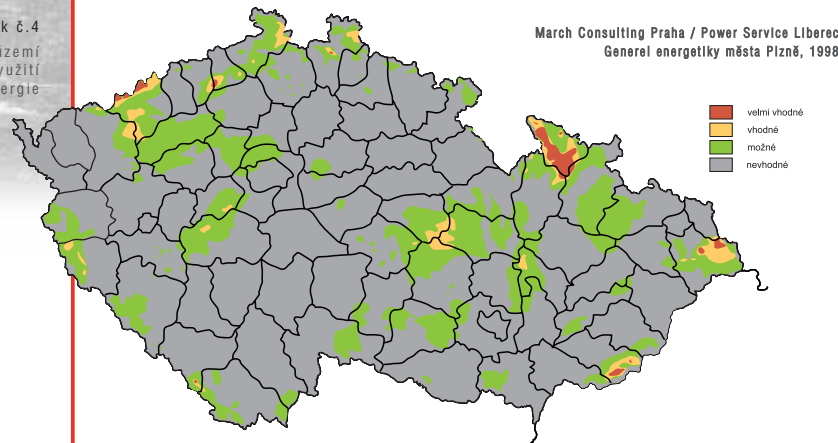 k č.4
území
využití
ergie
March Consulting Praha / Power Service Liberec
Generel energetiky města Plzně, 1998
velmi vhodné
vhodné
možné
nevhodné